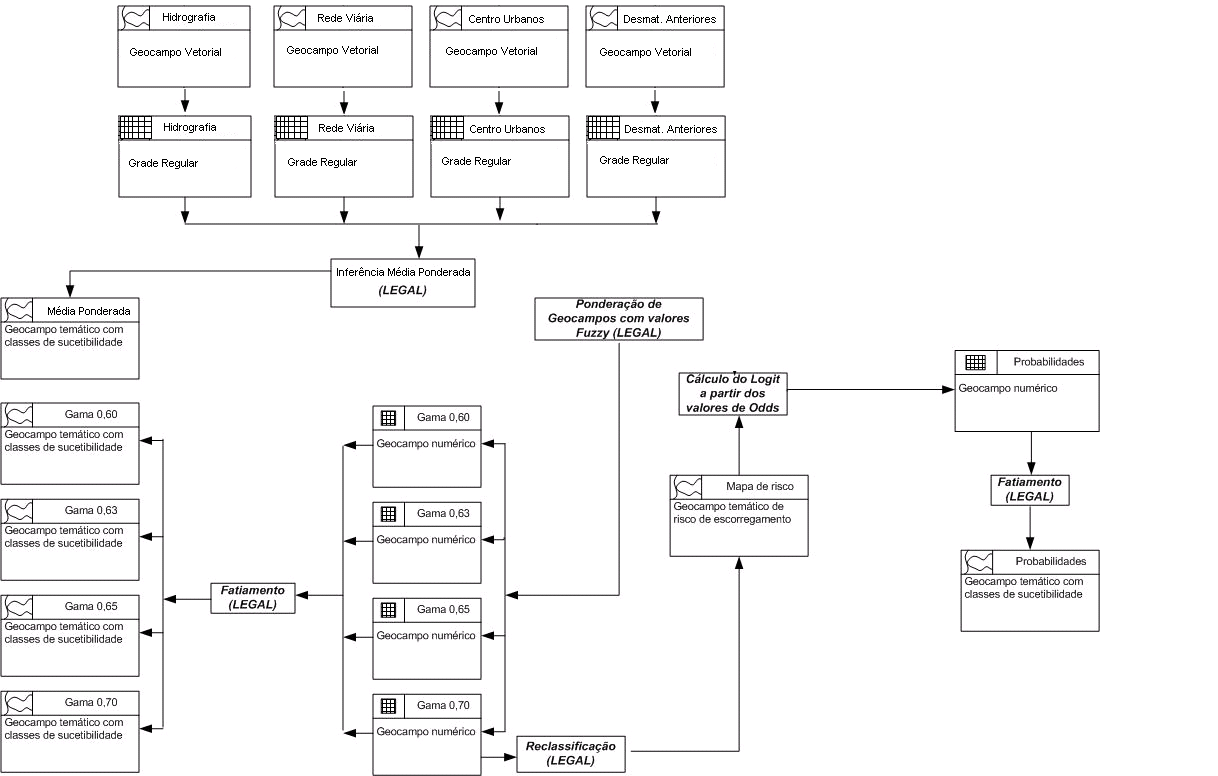 Hidrografia
Geocampo Vetorial
Rede Viária
Geocampo Vetorial
Centro Urbanos
Geocampo Vetorial
Desmat. Anteriores
Geocampo Vetorial
Hidrografia
Grade Regular
Rede Viária
Grade Regular
Centro Urbanos
Grade Regular
Desmat. Anteriores
Grade Regular
Inferência Média Ponderada
(LEGAL)
Média Ponderada
Geocampo temático com
classes de sucetibilidade
Ponderação de
Geocampos com valores
Fuzzy (LEGAL)
Gama 0,60
Geocampo temático com
classes de sucetibilidade
Gama 0,63
Geocampo temático com
classes de sucetibilidade
Gama 0,65
Geocampo temático com
classes de sucetibilidade
Gama 0,70
Geocampo temático com
classes de sucetibilidade
Fatiamento
(LEGAL)
Gama 0,60
Geocampo numérico
Gama 0,63
Geocampo numérico
Gama 0,65
Geocampo numérico
Gama 0,70
Geocampo numérico
Reclassificação
(LEGAL)
Mapa de risco
Geocampo temático de
risco de escorregamento
Cálculo do Logit
a partir dos
valores de Odds
Probabilidades
Geocampo numérico
Fatiamento
(LEGAL)
Probabilidades
Geocampo temático com
classes de sucetibilidade